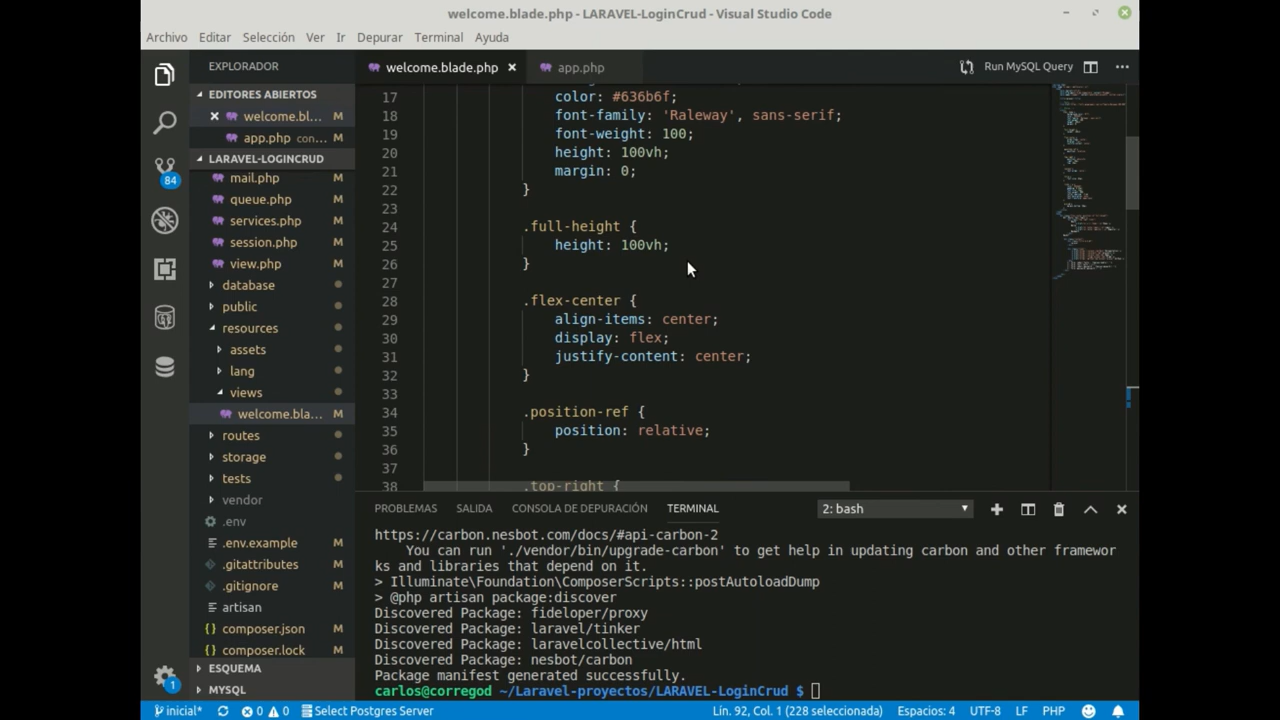 welcome.blade.php - LARAVEL-LoginCrud - Visual Studio Code
Archivo Editar Selección Ver Ir Depurar Terminal Ayuda
EXPLORADOR
EDITORES ABIERTOS
welcome.bl... M
app.php con... M
LARAVEL-LOGINCRUD
mail.php M
queue.php M
services.php M
session.php M
view.php M
database
public
resources
assets
lang
views
welcome.bla... M
routes
storage
tests
vendor
.env
.env.example M
.gitattributes M
.gitignore M
artisan
composer.json M
composer.lock M
ESQUEMA
MYSQL
84
1
welcome.blade.php
app.php
Run MySQL Query
17 color: #636b6f;
18 font-family: 'Raleway', sans-serif;
19 font-weight: 100;
20 height: 100vh;
21 margin: 0;
22 }
23
24 .full-height {
25 height: 100vh;
26 }
27
28 .flex-center {
29 align-items: center;
30 display: flex;
31 justify-content: center;
32 }
33
34 .position-ref {
35 position: relative;
36 }
37
38 .top-right {
PROBLEMAS SALIDA CONSOLA DE DEPURACIÓN TERMINAL 2: bash
https://carbon.nesbot.com/docs/#api-carbon-2
You can run './vendor/bin/upgrade-carbon' to get help in updating carbon and other framewor
ks and libraries that depend on it.
> Illuminate\Foundation\ComposerScripts::postAutoloadDump
> @php artisan package:discover
Discovered Package: fideloper/proxy
Discovered Package: laravel/tinker
Discovered Package: laravelcollective/html
Discovered Package: nesbot/carbon
Package manifest generated successfully.
carlos@corregod ~/Laravel-proyectos/LARAVEL-LoginCrud $
inicial* 0 0 Select Postgres Server Lín. 92, Col. 1 (228 seleccionada) Espacios: 4 UTF-8 LF PHP